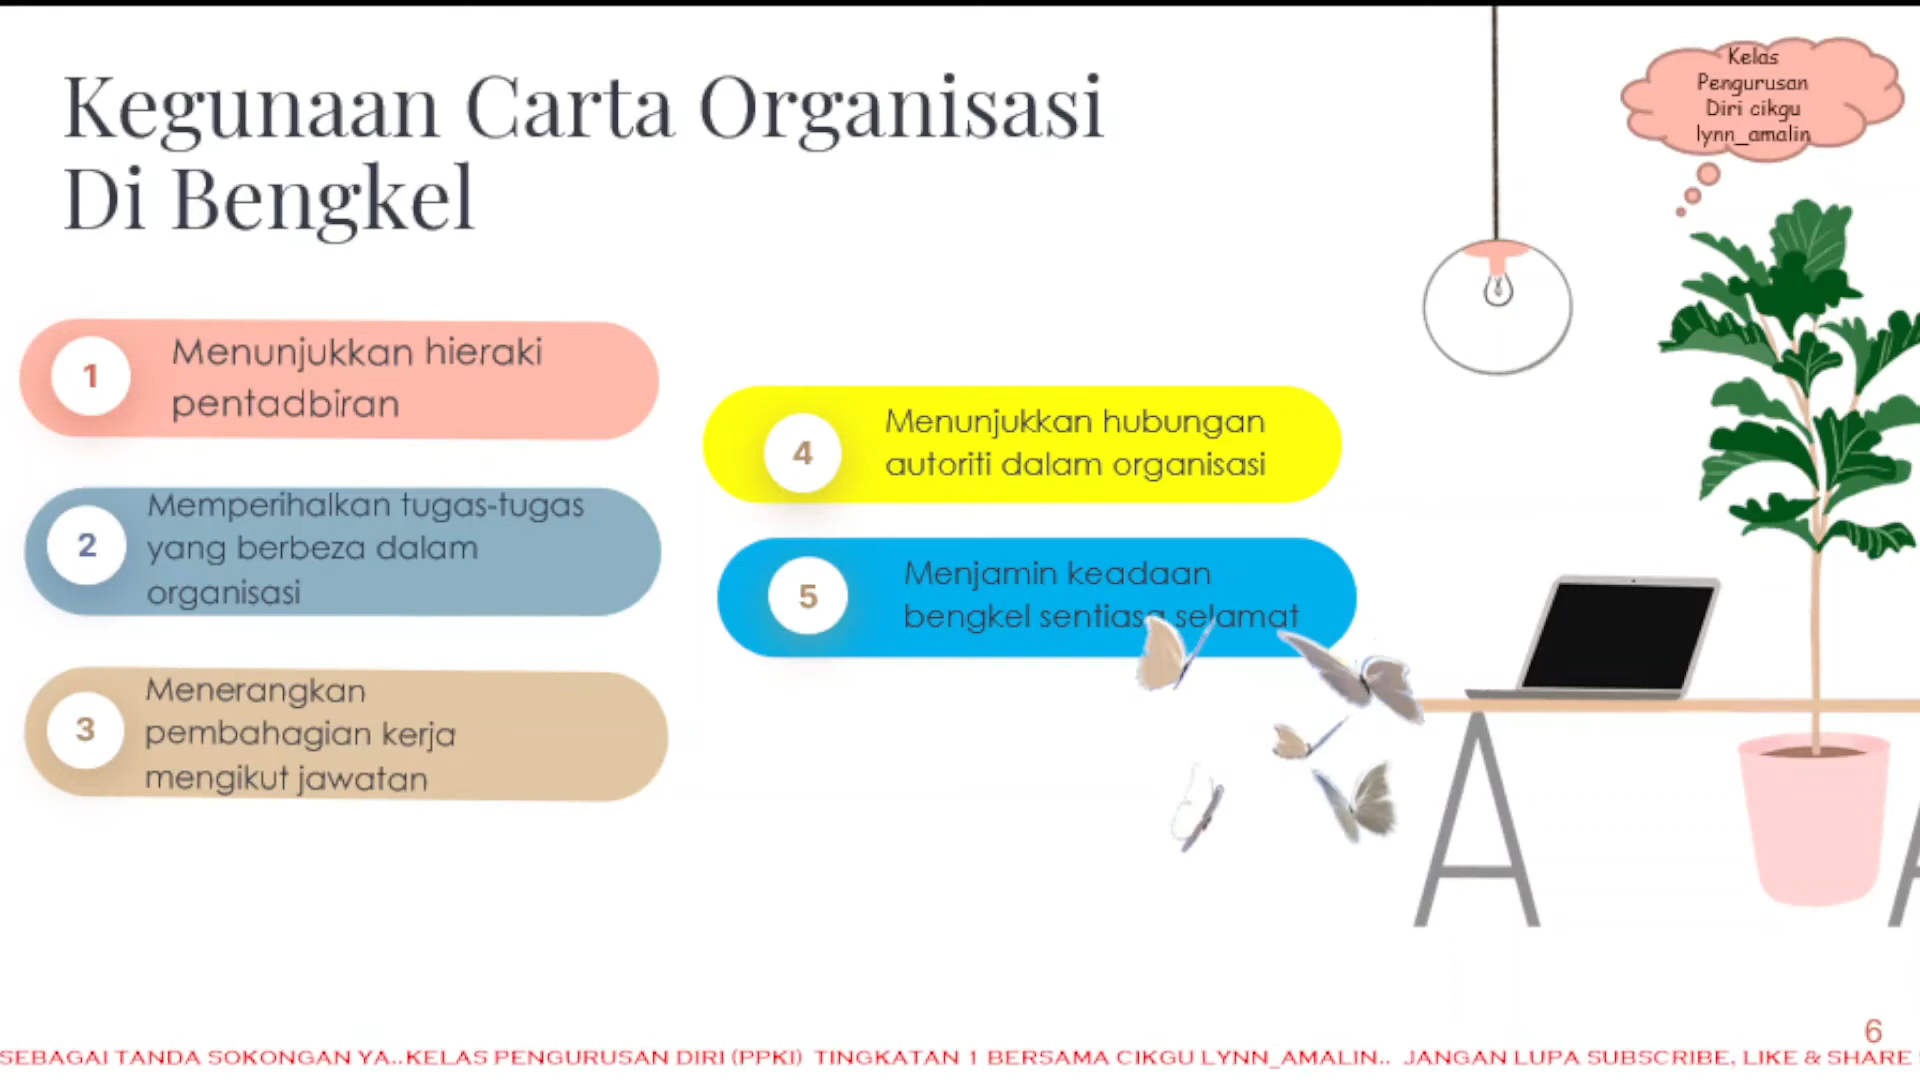 Kegunaan Carta Organisasi
Di Bengkel
Kelas
Pengurusan
Diri cikgu
lynn_amalin
1
Menunjukkan hieraki
pentadbiran
2
Memperihalkan tugas-tugas
yang berbeza dalam
organisasi
3
Menerangkan
pembahagian kerja
mengikut jawatan
4
Menunjukkan hubungan
autoriti dalam organisasi
5
Menjamin keadaan
bengkel sentiasa selamat
6
SEBAGAI TANDA SOKONGAN YA..KELAS PENGURUSAN DIRI (PPKI) TINGKATAN 1 BERSAMA CIKGU LYNN_AMALIN.. JANGAN LUPA SUBSCRIBE, LIKE & SHARE